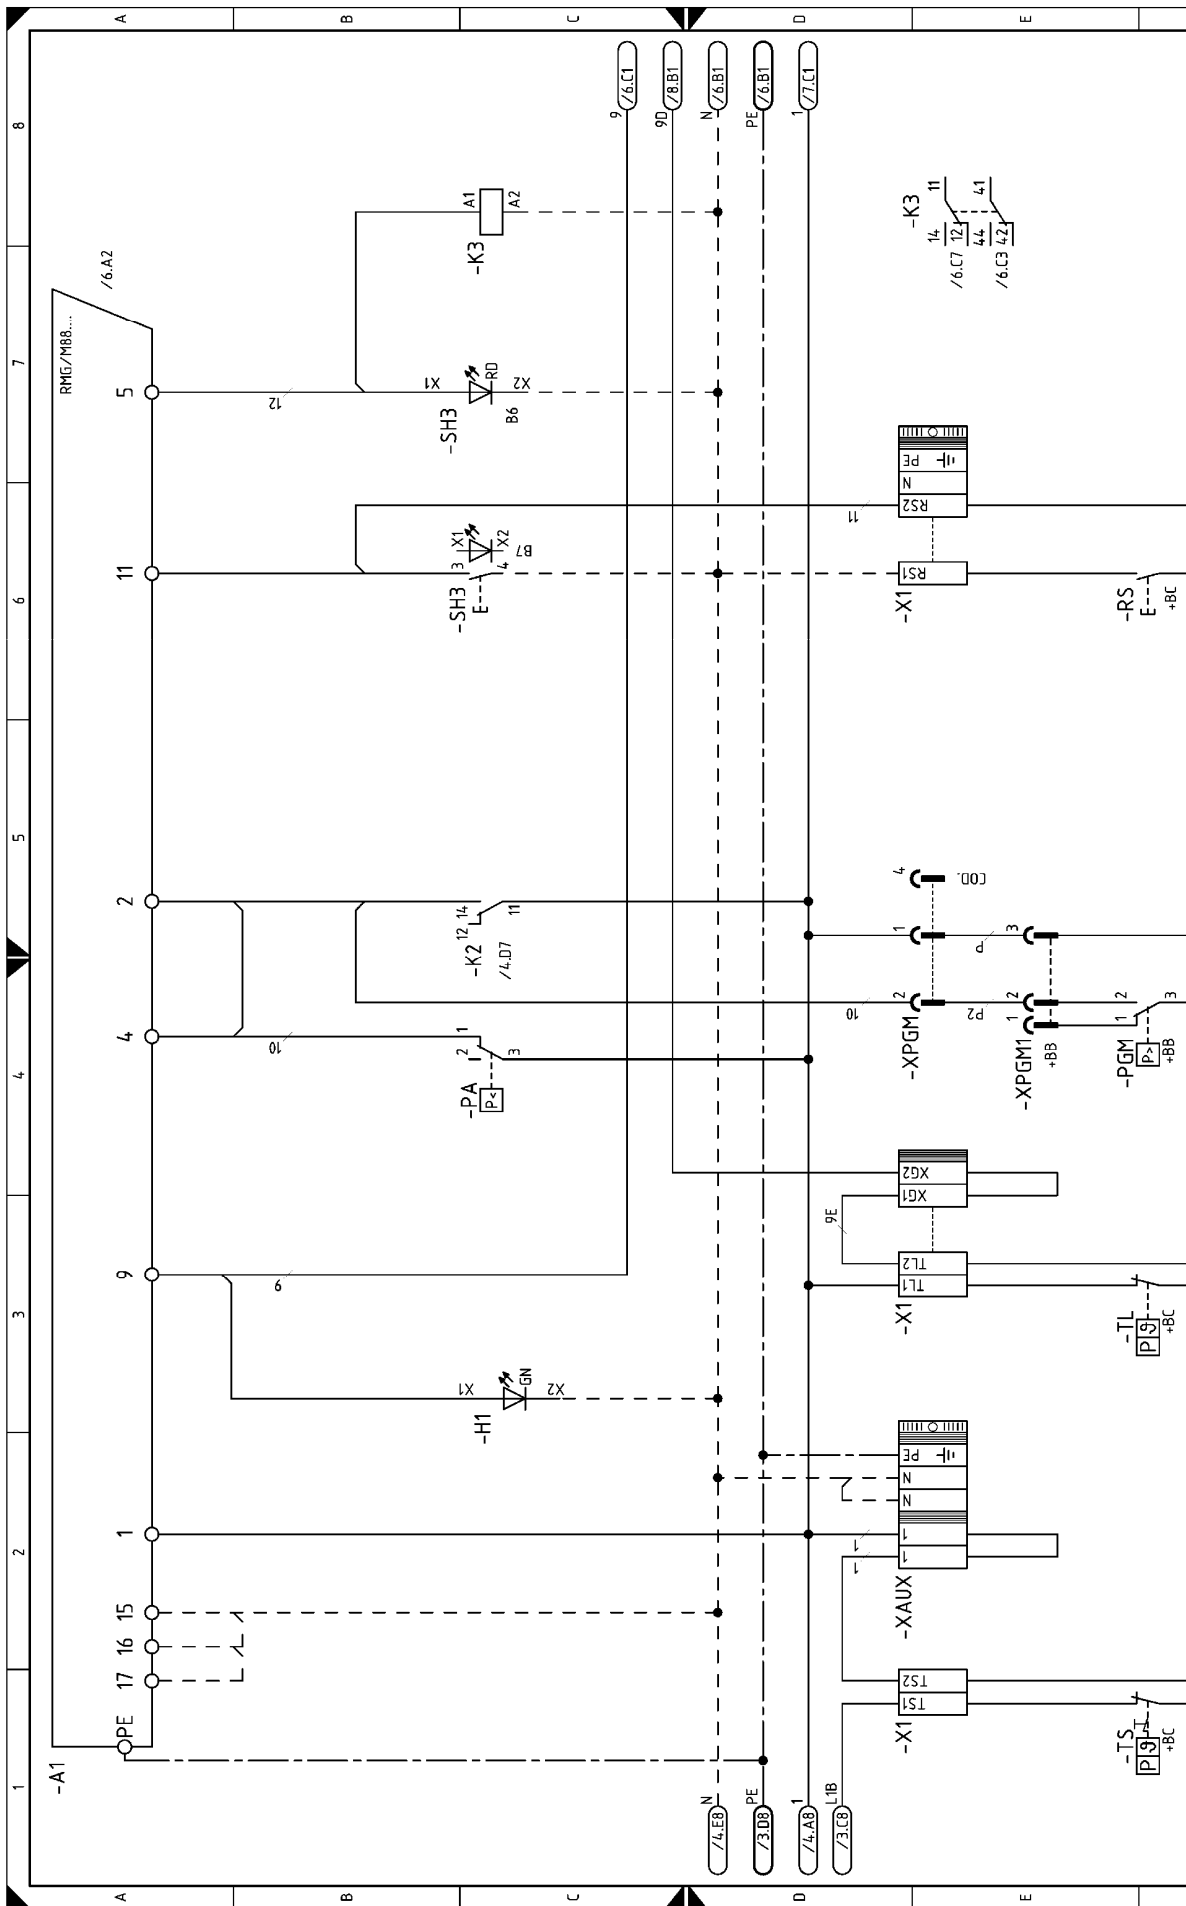 1 2 3 4 5 6 7 8
A A
-A1
RMG/M88....
/6.A2
PE 17 16 15 1 9 4 2 11 5
9 10 12
B B
-H1
X1
GN
X2
-PA
P<
2 1
3
-K2
/4.D7
12 14
11
-SH3
E
3
4
X1
X2
B7
-SH3
X1
RD
X2
B6
-K3
A1
A2
C C
9 /6.C1
9D /8.B1
/4.E8 N
N /6.B1
/3.D8 PE
PE /6.B1
/4.A8 1
1 /7.C1
/3.C8 L1B
D D
1 1
9E
10
11
-X1
TS1 TS2
-XAUX
1 1 N N PE
-X1
TL1 TL2
XG1 XG2
-XPGM
2 1 4
COD.
-X1
RS1
RS2 N PE
-K3
14 11
12
/6.C7
44 41
42
/6.C3
P2 P
E E
-XPGM1
+BB
1 2 3
-TS
P ϑ
+BC
-TL
P ϑ
+BC
-PGM
P>
+BB
1 2
3
-RS
E
+BC